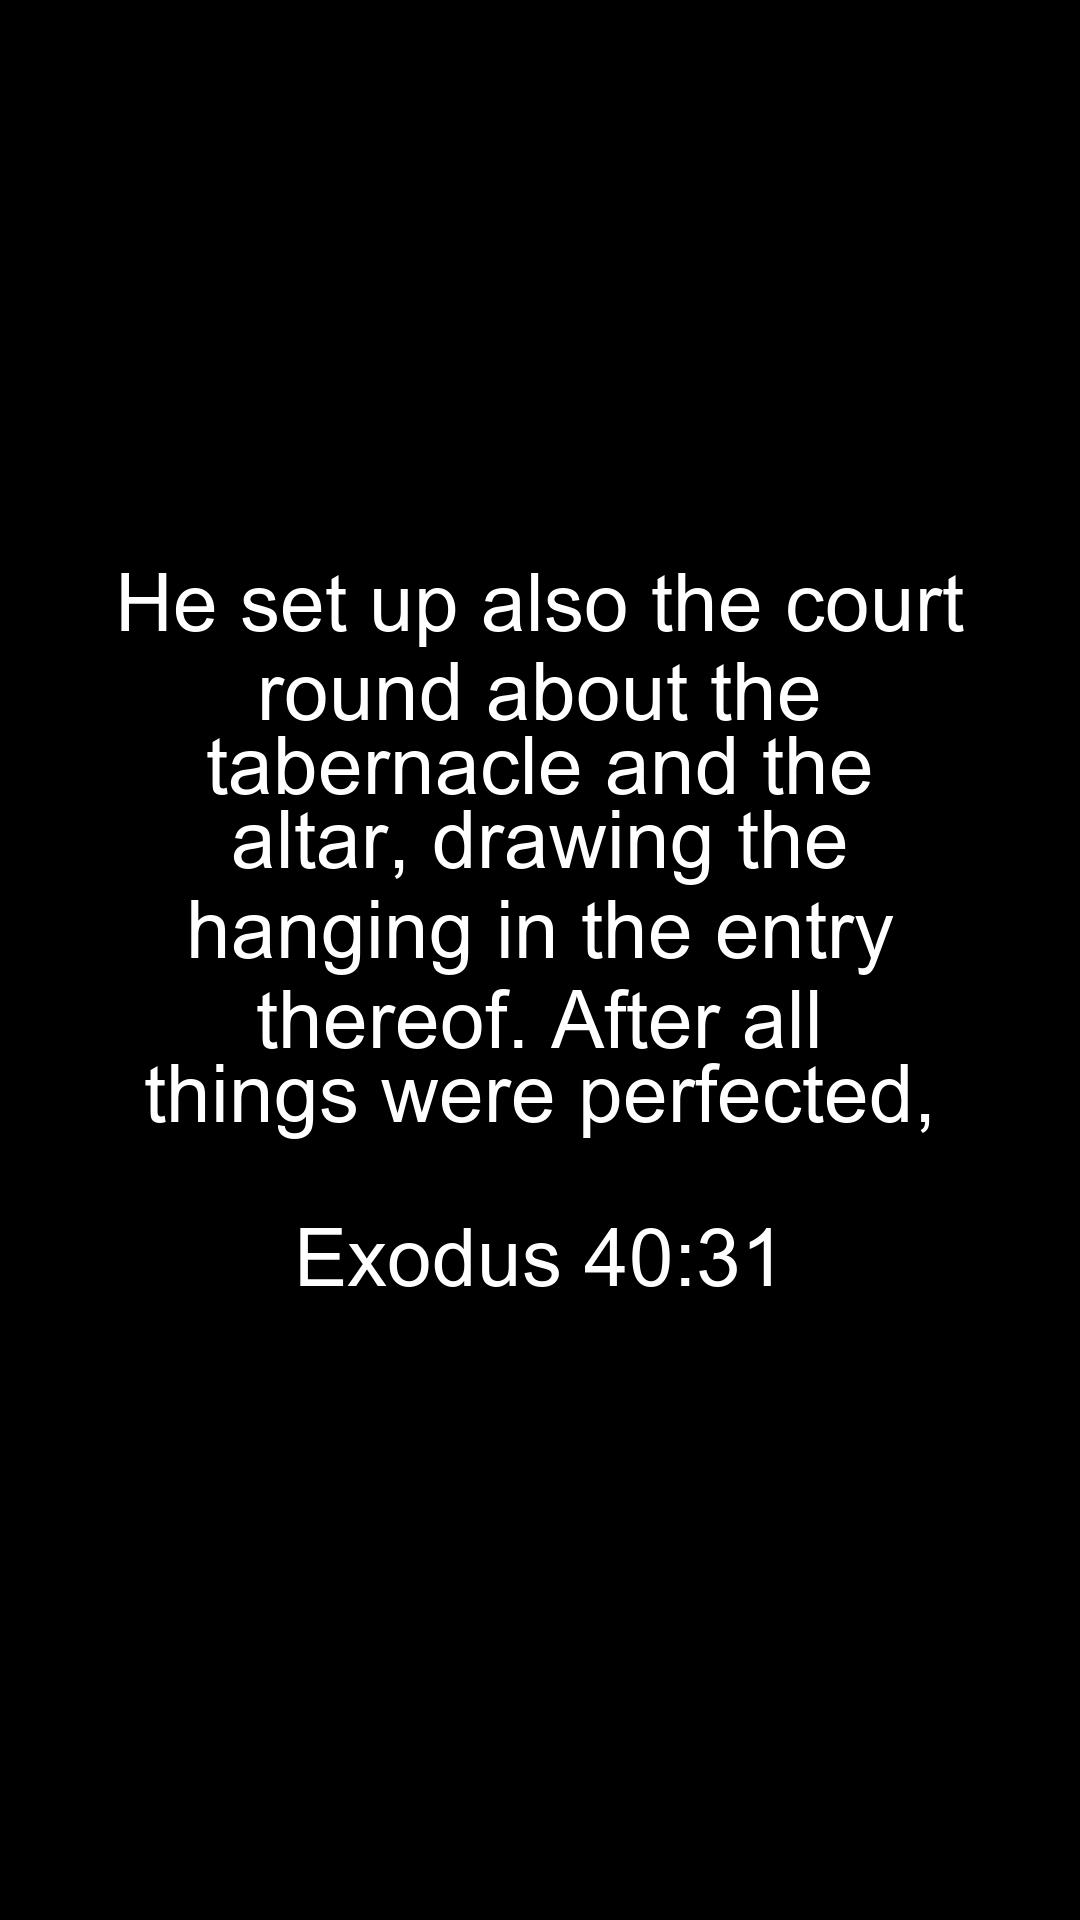 He set up also the court
round about the
tabernacle and the
altar, drawing the
hanging in the entry
thereof. After all
things were perfected,
Exodus 40:31